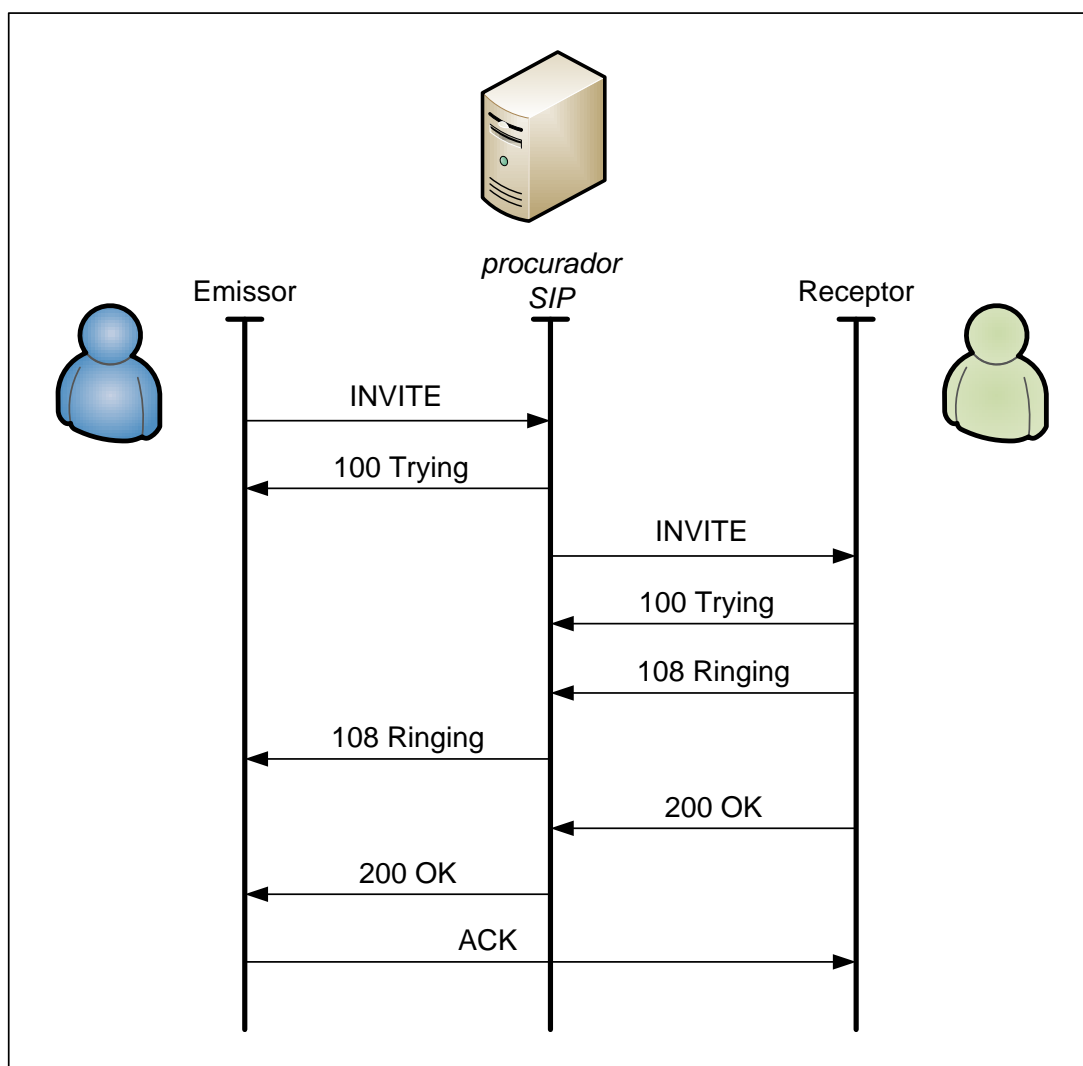 procurador
SIP
Emissor
Receptor
INVITE
100 Trying
INVITE
100 Trying
108 Ringing
108 Ringing
200 OK
200 OK
ACK